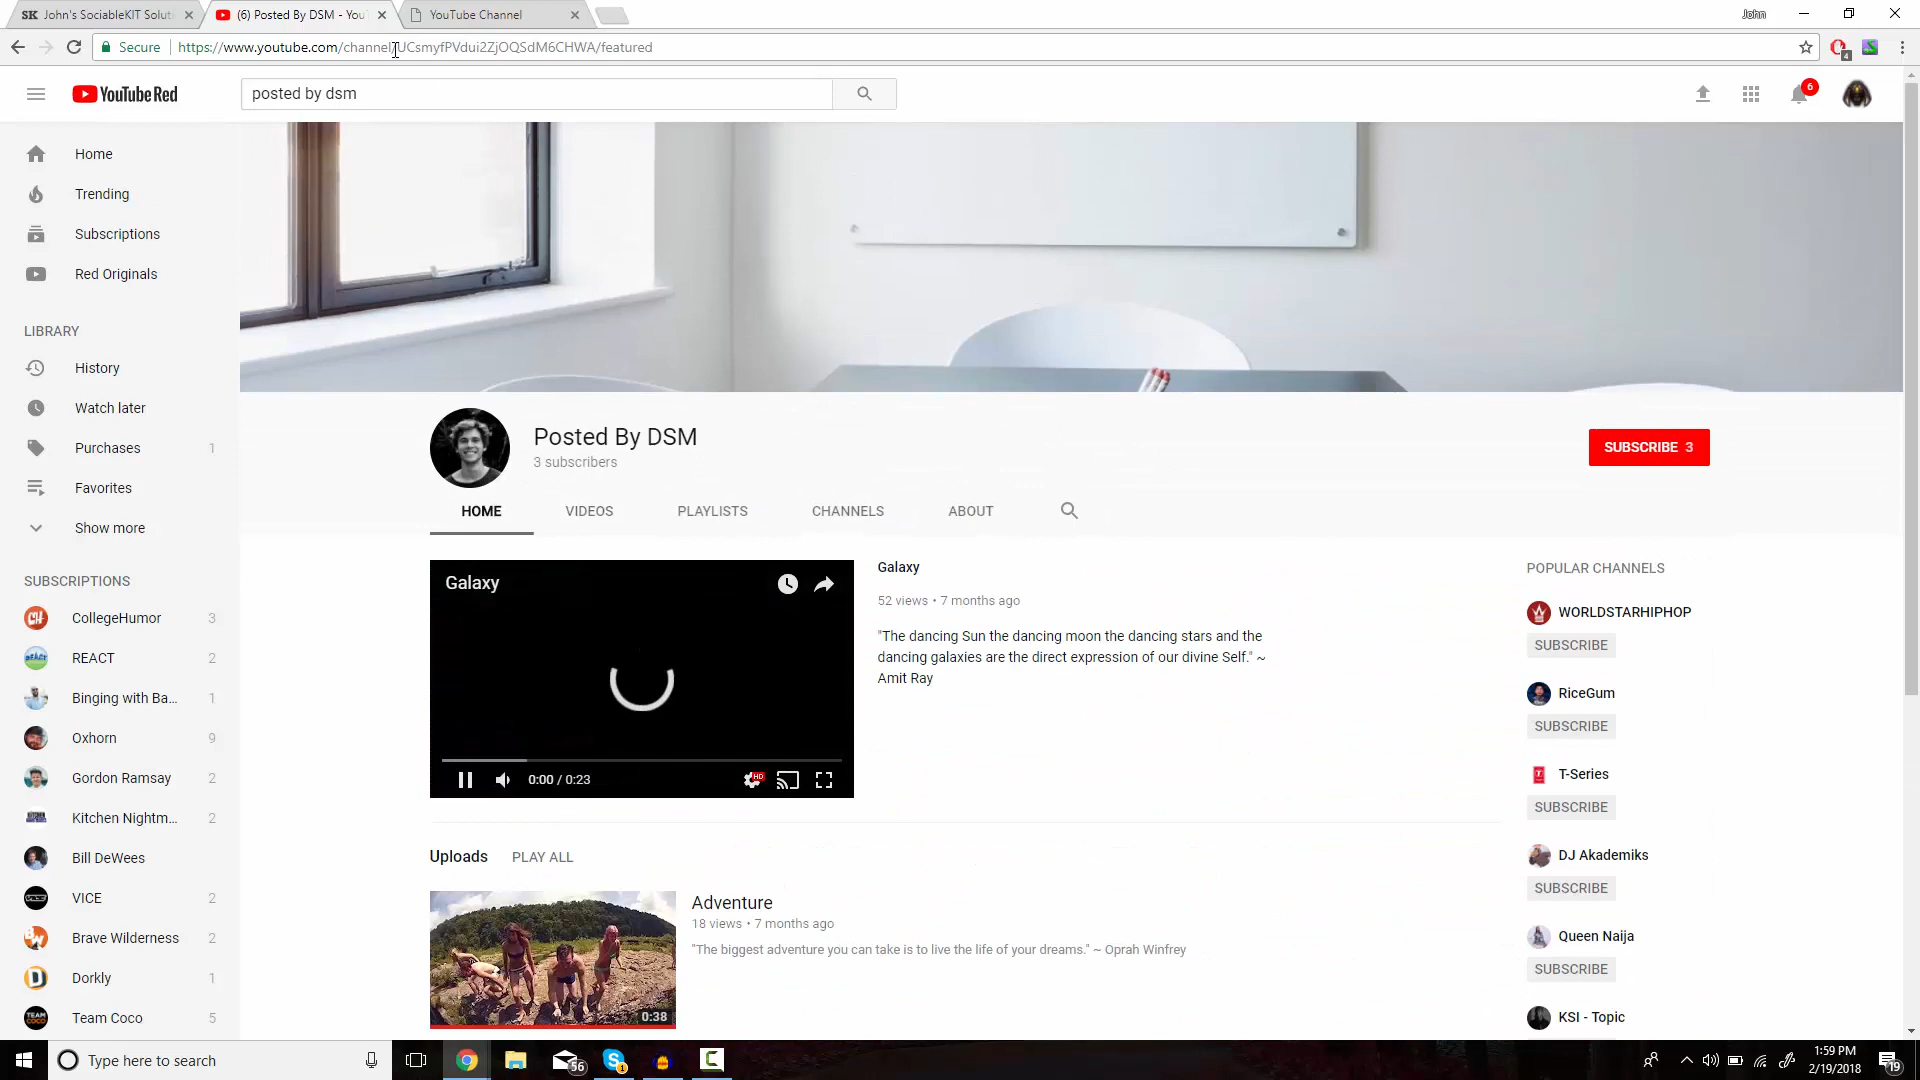 SK John's SociableKIT Soluti
(6) Posted By DSM - You
YouTube Channel
John
Secure
https://www.youtube.com/channel/UCsmyfPVdui2ZjOQSdM6CHWA/featured
4
YouTube Red
posted by dsm
6
Home
Trending
Subscriptions
Red Originals
LIBRARY
History
Watch later
Purchases 1
Favorites
Show more
SUBSCRIPTIONS
CollegeHumor 3
REACT 2
Binging with Ba... 1
Oxhorn 9
Gordon Ramsay 2
Kitchen Nightm... 2
Bill DeWees
VICE 2
Brave Wilderness 2
Dorkly 1
Team Coco 5
Posted By DSM
3 subscribers
SUBSCRIBE 3
HOME
VIDEOS
PLAYLISTS
CHANNELS
ABOUT
Galaxy
0:00 / 0:23
HD
Galaxy
52 views • 7 months ago
"The dancing Sun the dancing moon the dancing stars and the
dancing galaxies are the direct expression of our divine Self." ~
Amit Ray
Uploads PLAY ALL
0:38
Adventure
18 views • 7 months ago
"The biggest adventure you can take is to live the life of your dreams." ~ Oprah Winfrey
POPULAR CHANNELS
WORLDSTARHIPHOP
SUBSCRIBE
RiceGum
SUBSCRIBE
T-Series
SUBSCRIBE
DJ Akademiks
SUBSCRIBE
Queen Naija
SUBSCRIBE
KSI - Topic
Type here to search
56
1
1:59 PM
2/19/2018
19